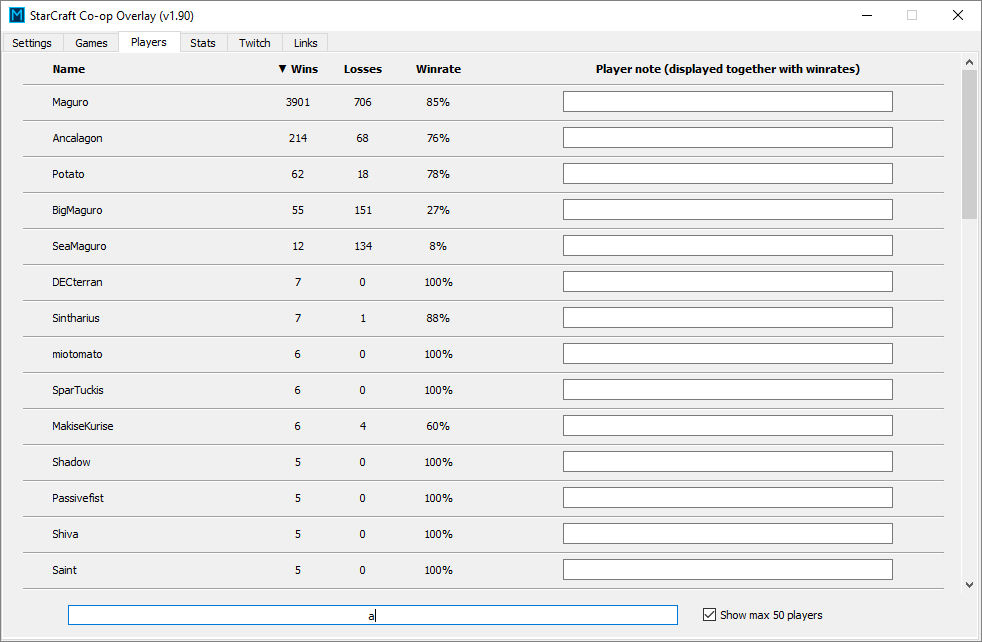 M StarCraft Co-op Overlay (v1.90)
Settings Games Players Stats Twitch Links
Name ▼ Wins Losses Winrate Player note (displayed together with winrates)
Maguro 3901 706 85%
Ancalagon 214 68 76%
Potato 62 18 78%
BigMaguro 55 151 27%
SeaMaguro 12 134 8%
DECterran 7 0 100%
Sintharius 7 1 88%
miotomato 6 0 100%
SparTuckis 6 0 100%
MakiseKurise 6 4 60%
Shadow 5 0 100%
Passivefist 5 0 100%
Shiva 5 0 100%
Saint 5 0 100%
a Show max 50 players